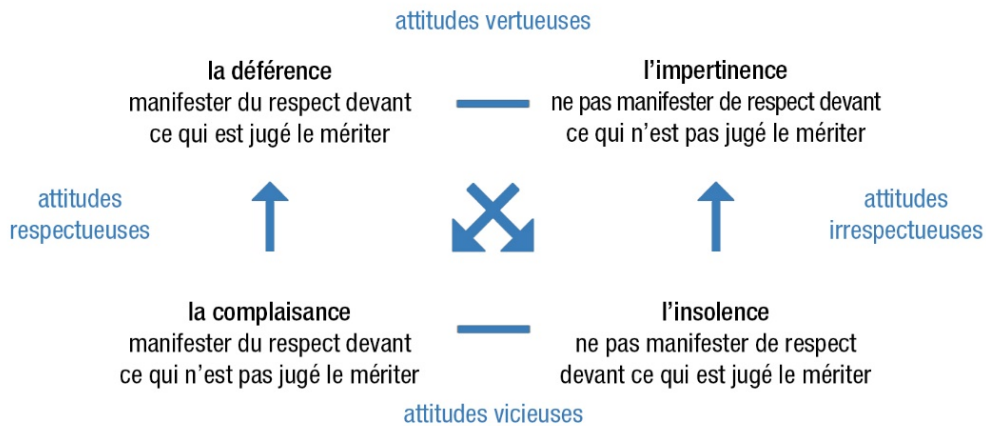 attitudes vertueuses
la déférence
manifester du respect devant
ce qui est jugé le mériter
l’impertinence
ne pas manifester de respect devant
ce qui n’est pas jugé le mériter
attitudes
respectueuses
attitudes
irrespectueuses
la complaisance
manifester du respect devant
ce qui n’est pas jugé le mériter
l’insolence
ne pas manifester de respect
devant ce qui est jugé le mériter
attitudes vicieuses